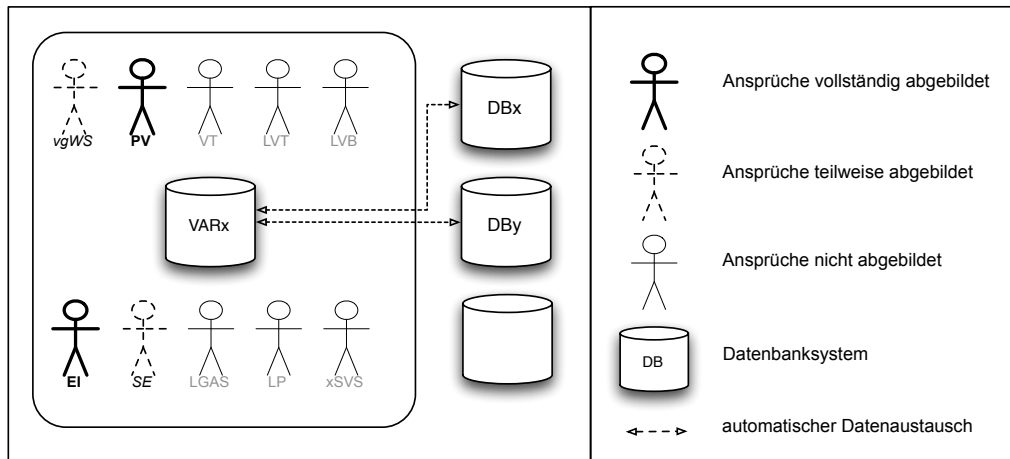 vgWS PV VT LVT LVB
DBx
VARx
DBy
EI SE LGAS LP xSVS
Ansprüche vollständig abgebildet
Ansprüche teilweise abgebildet
Ansprüche nicht abgebildet
DB
Datenbanksystem
automatischer Datenaustausch